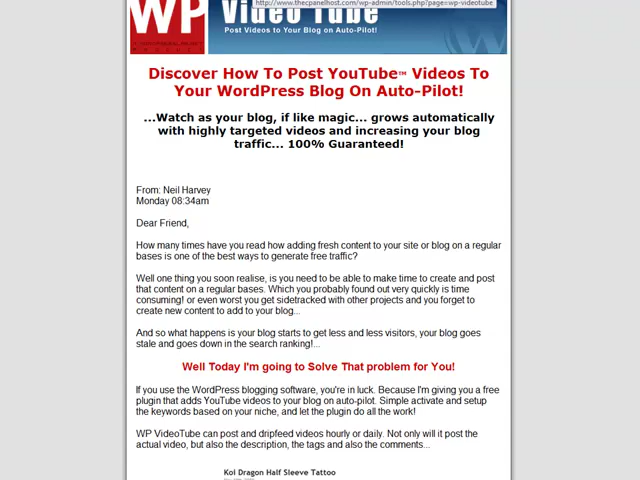 http://www.thecpanelhost.com/wp-admin/tools.php?page=wp-videotube
WP Video Tube
Post Videos to Your Blog on Auto-Pilot!
Discover How To Post YouTube™ Videos To
Your WordPress Blog On Auto-Pilot!
...Watch as your blog, if like magic... grows automatically
with highly targeted videos and increasing your blog
traffic... 100% Guaranteed!
From: Neil Harvey
Monday 08:34am
Dear Friend,
How many times have you read how adding fresh content to your site or blog on a regular
bases is one of the best ways to generate free traffic?
Well one thing you soon realise, is you need to be able to make time to create and post
that content on a regular bases. Which you probably found out very quickly is time
consuming! or even worst you get sidetracked with other projects and you forget to
create new content to add to your blog...
And so what happens is your blog starts to get less and less visitors, your blog goes
stale and goes down in the search ranking!...
Well Today I'm going to Solve That problem for You!
If you use the WordPress blogging software, you're in luck. Because I'm giving you a free
plugin that adds YouTube videos to your blog on auto-pilot. Simple activate and setup
the keywords based on your niche, and let the plugin do all the work!
WP VideoTube can post and dripfeed videos hourly or daily. Not only will it post the
actual video, but also the description, the tags and also the comments...
Koi Dragon Half Sleeve Tattoo